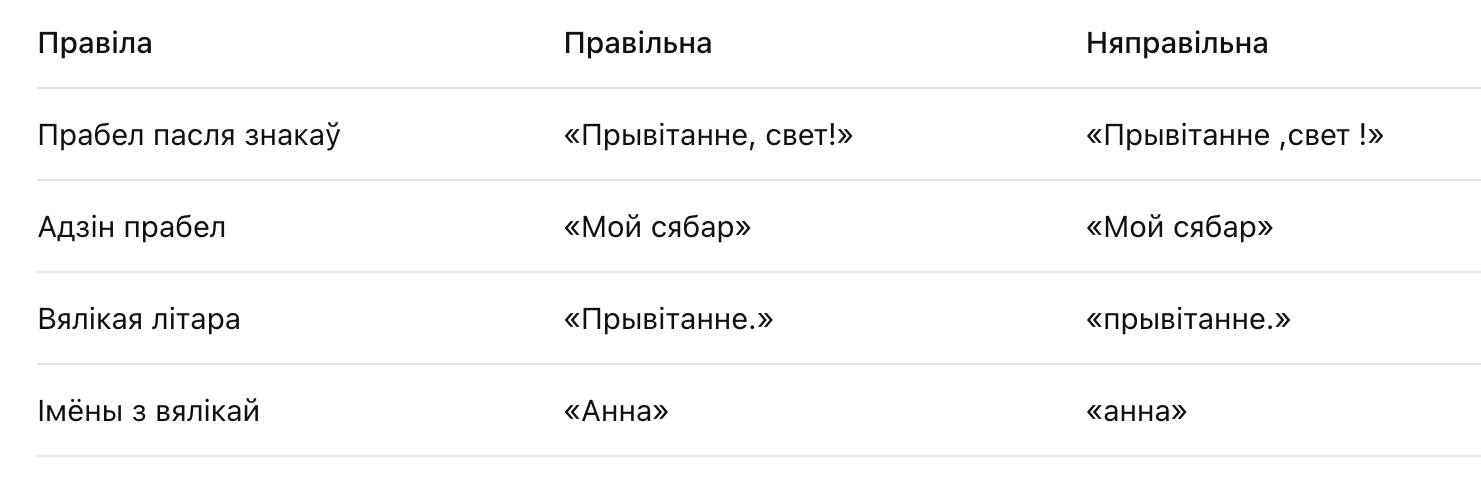 Правіла Правільна Няправільна
Прабел пасля знакаў «Прывітанне, свет!» «Прывітанне ,свет !»
Адзін прабел «Мой сябар» «Мой сябар»
Вялікая літара «Прывітанне.» «прывітанне.»
Імёны з вялікай «Анна» «анна»